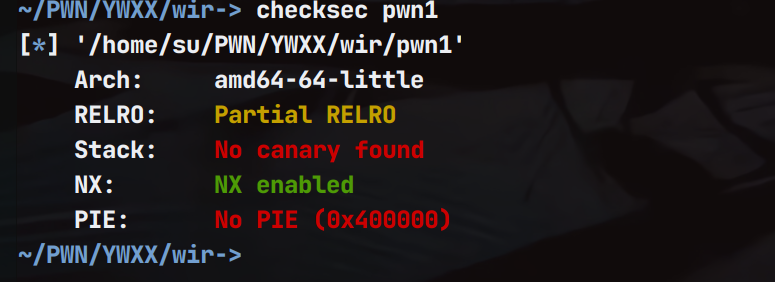 ~/PWN/YWXX/wir-> checksec pwn1
[*] '/home/su/PWN/YWXX/wir/pwn1'
    Arch:     amd64-64-little
    RELRO:    Partial RELRO
    Stack:    No canary found
    NX:       NX enabled
    PIE:      No PIE (0x400000)
~/PWN/YWXX/wir->